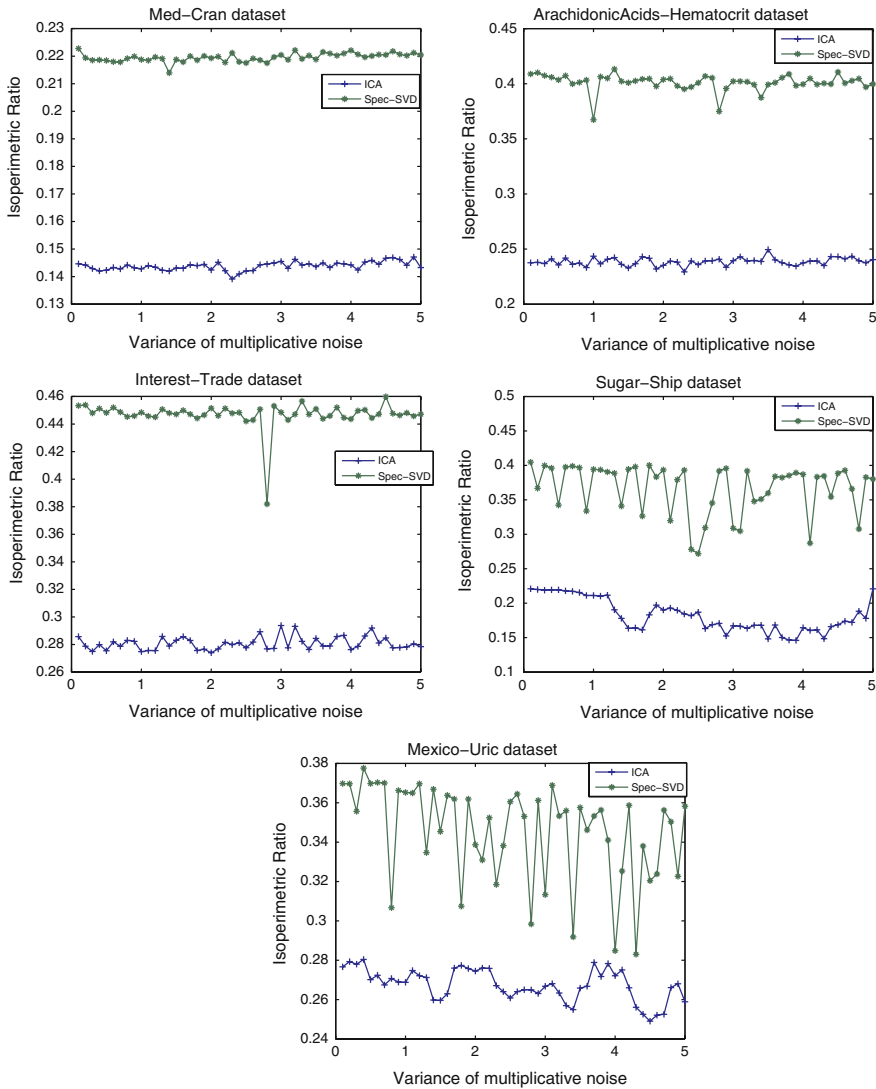 Med−Cran dataset
0.23
0.22
0.21
0.2
0.19
0.18
0.17
0.16
0.15
0.14
0.13
Isoperimetric Ratio
ICA
Spec−SVD
0 1 2 3 4 5
Variance of multiplicative noise
ArachidonicAcids−Hematocrit dataset
0.45
0.4
0.35
0.3
0.25
0.2
Isoperimetric Ratio
ICA
Spec−SVD
0 1 2 3 4 5
Variance of multiplicative noise
Interest−Trade dataset
0.46
0.44
0.42
0.4
0.38
0.36
0.34
0.32
0.3
0.28
0.26
Isoperimetric Ratio
ICA
Spec−SVD
0 1 2 3 4 5
Variance of multiplicative noise
Sugar−Ship dataset
0.5
0.45
0.4
0.35
0.3
0.25
0.2
0.15
0.1
Isoperimetric Ratio
ICA
Spec−SVD
0 1 2 3 4 5
Variance of multiplicative noise
Mexico−Uric dataset
0.38
0.36
0.34
0.32
0.3
0.28
0.26
0.24
Isoperimetric Ratio
ICA
Spec−SVD
0 1 2 3 4 5
Variance of multiplicative noise